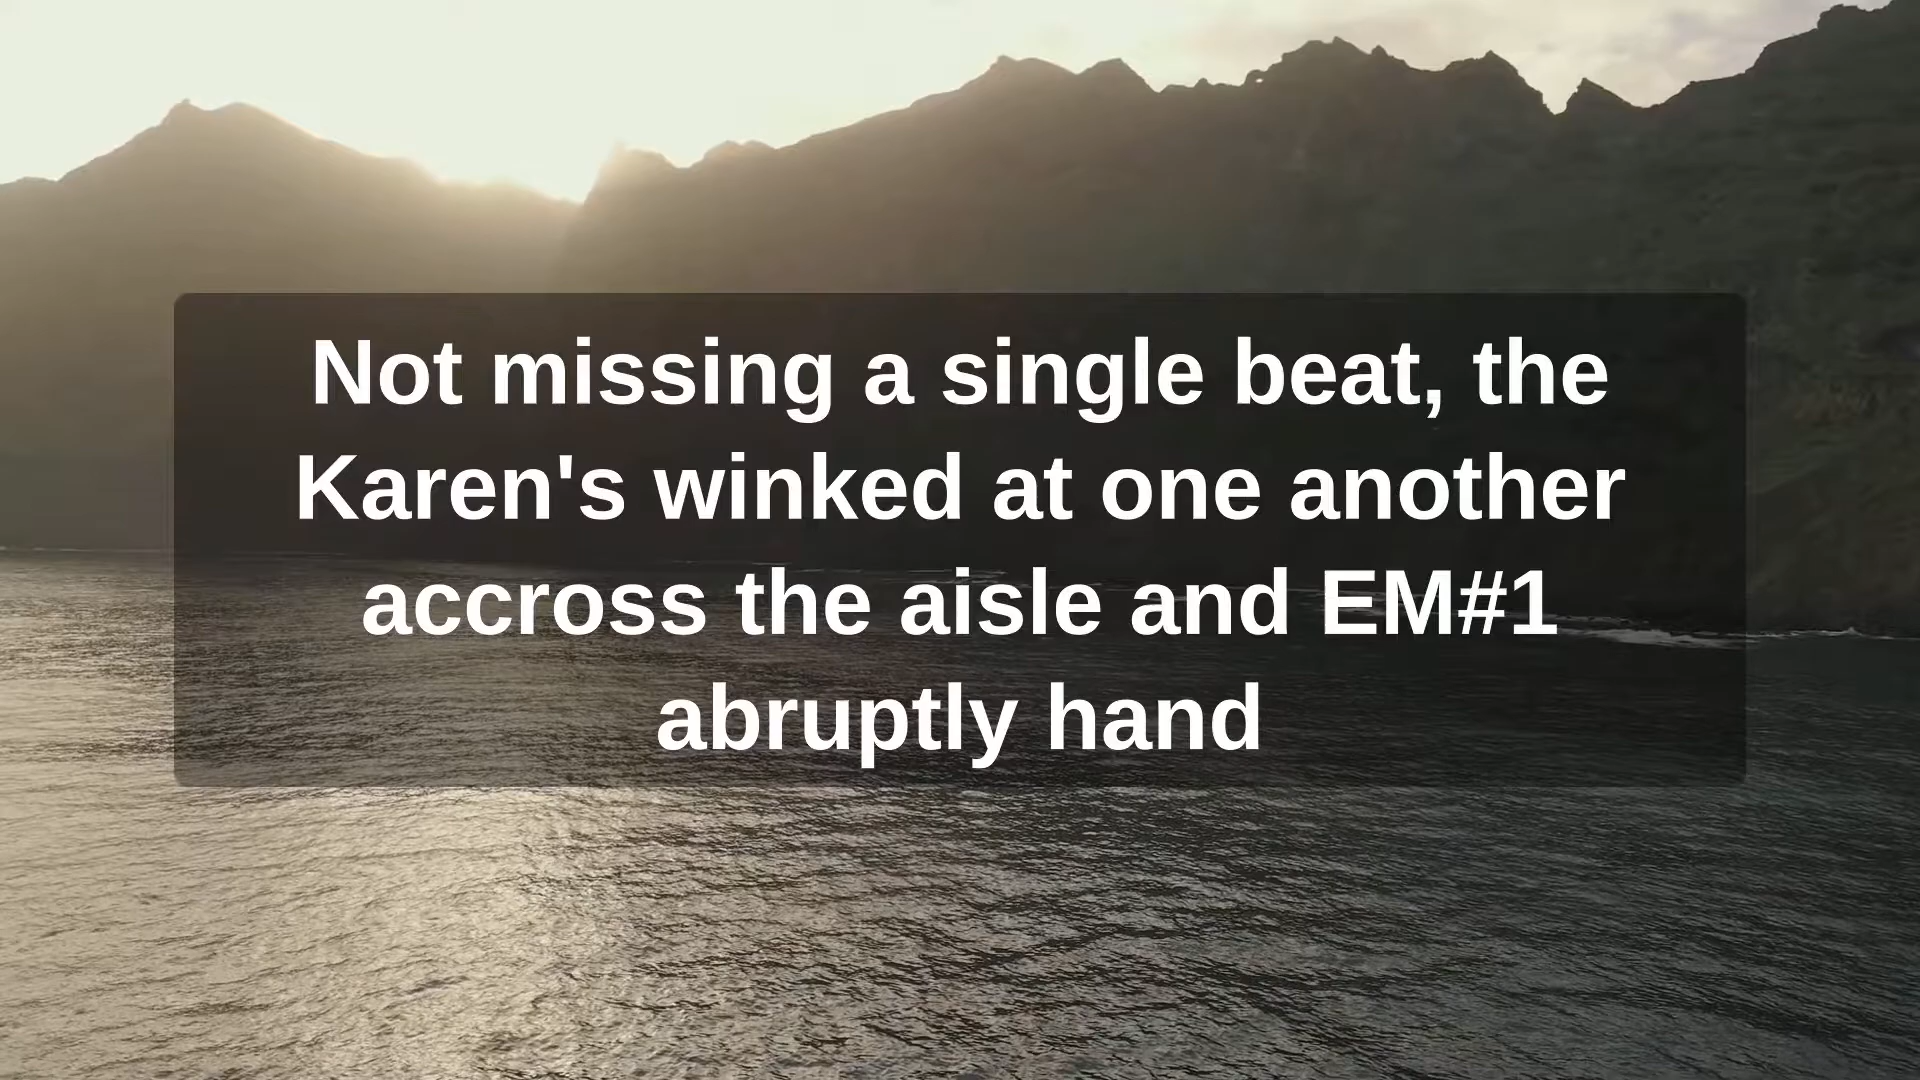 Not missing a single beat, the
Karen's winked at one another
accross the aisle and EM#1
abruptly hand